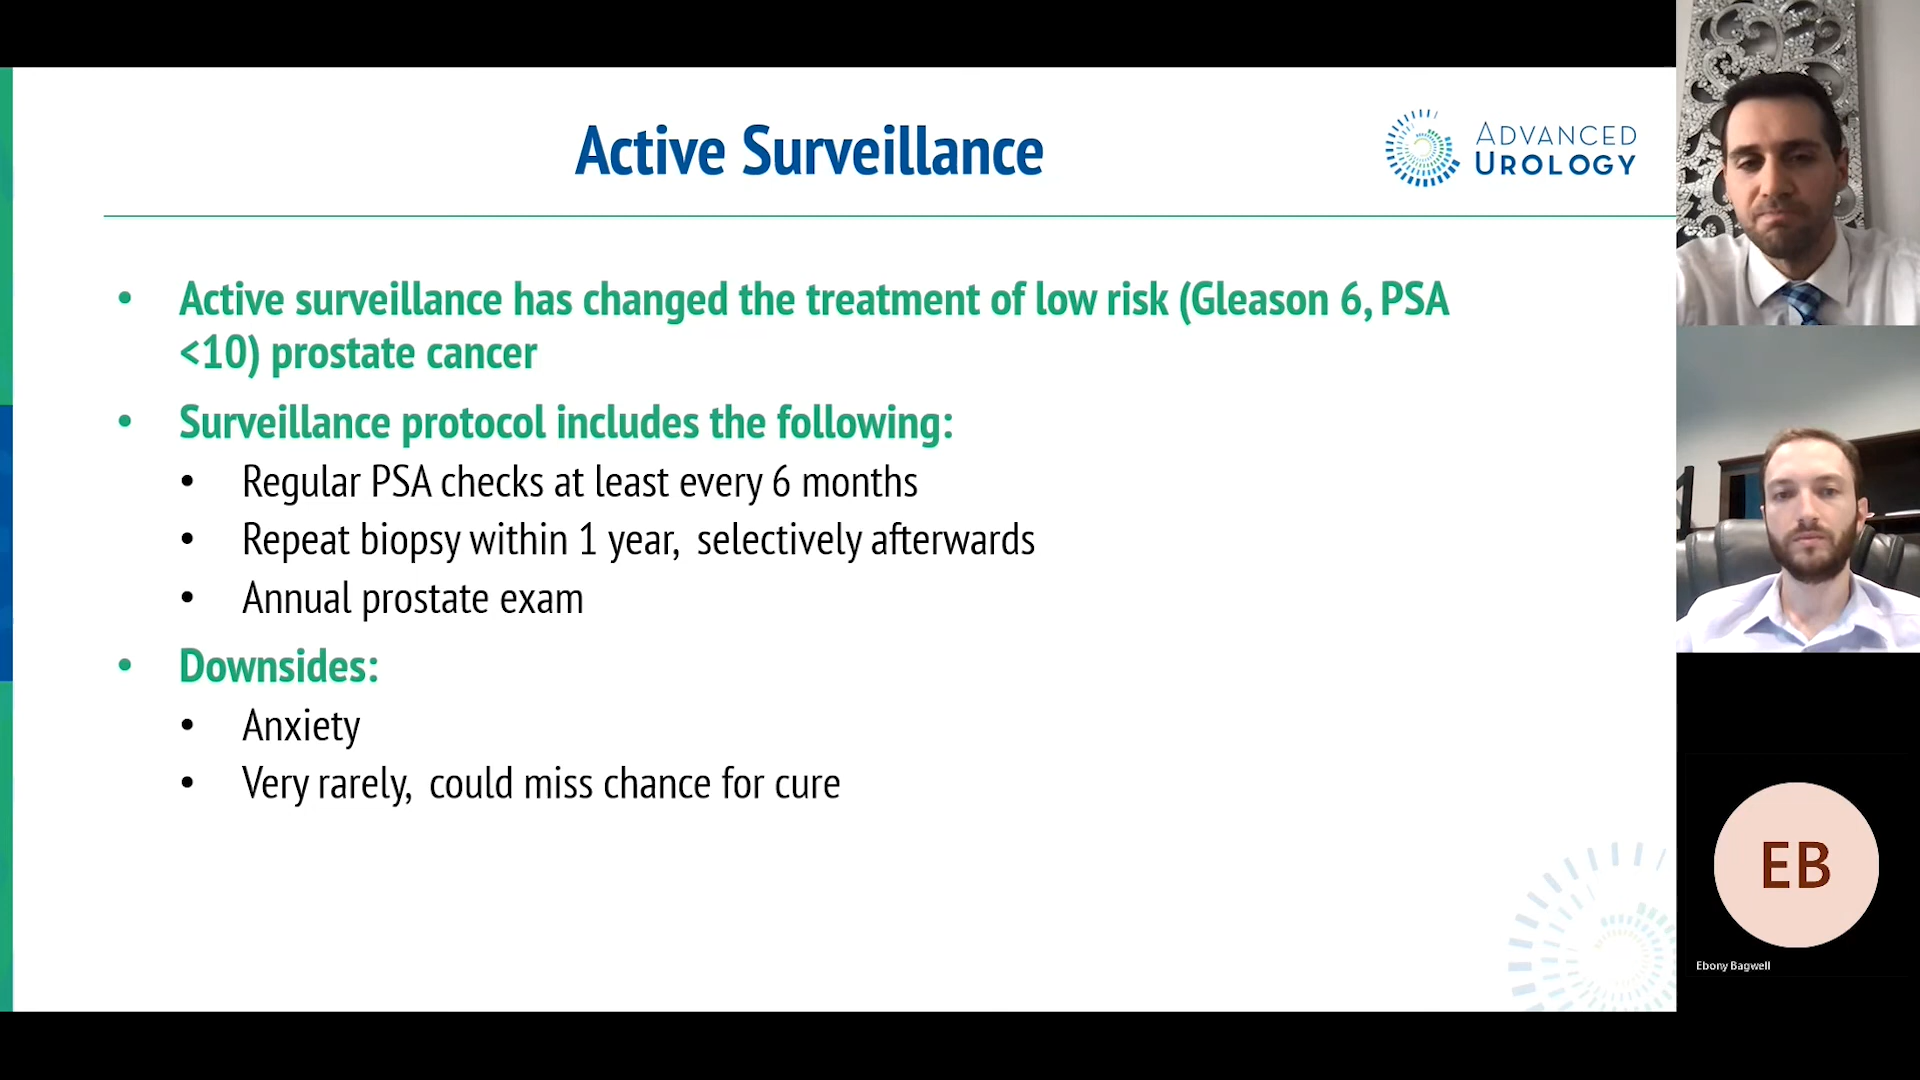 Active Surveillance
ADVANCED
UROLOGY
• Active surveillance has changed the treatment of low risk (Gleason 6, PSA
<10) prostate cancer
• Surveillance protocol includes the following:
• Regular PSA checks at least every 6 months
• Repeat biopsy within 1 year, selectively afterwards
• Annual prostate exam
• Downsides:
• Anxiety
• Very rarely, could miss chance for cure
EB
Ebony Bagwell